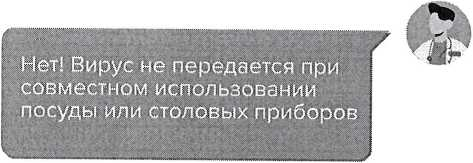 Нет! Вирус не передается при
совместном использовании
посуды или столовых приборов